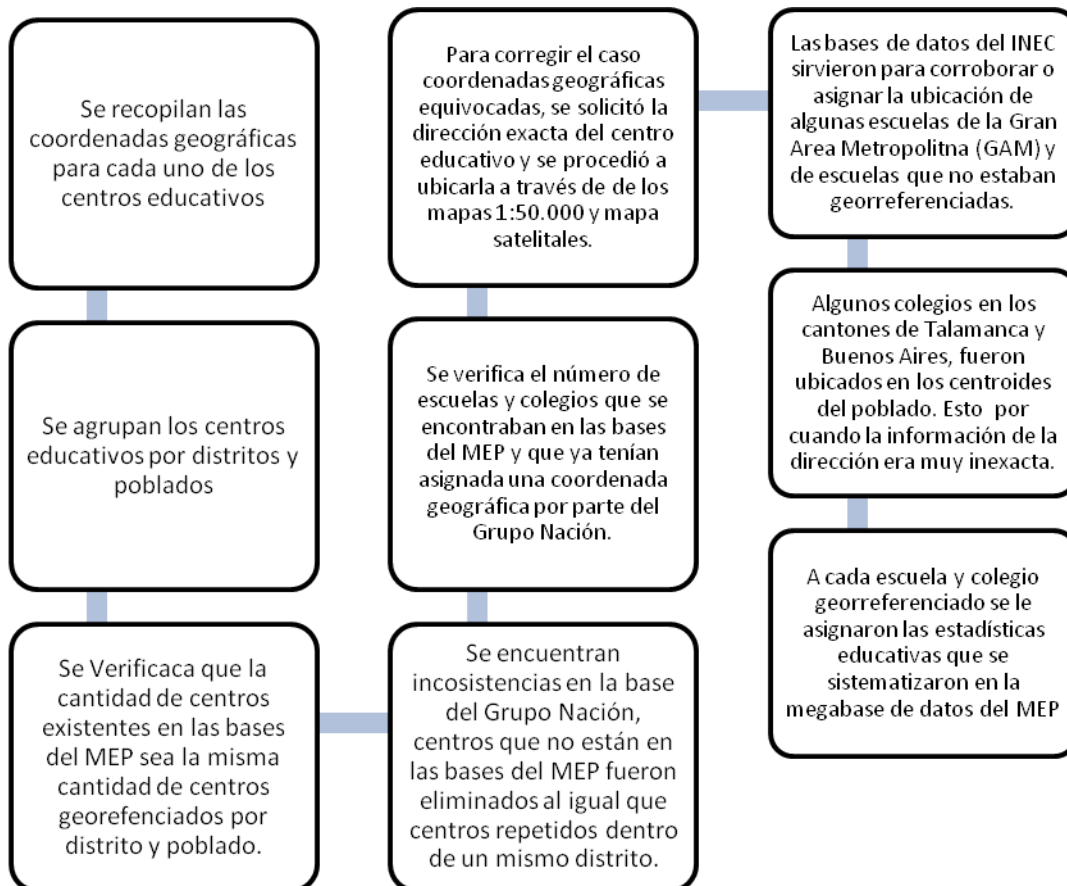 Se recopilan las
coordenadas geográficas
para cada uno de los
centros educativos
Se agrupan los centros
educativos por distritos y
poblados
Se Verificaca que la
cantidad de centros
existentes en las bases
del MEP sea la misma
cantidad de centros
georefenciados por
distrito y poblado.
Se encuentran
incosistencias en la base
del Grupo Nación,
centros que no están en
las bases del MEP fueron
eliminados al igual que
centros repetidos dentro
de un mismo distrito.
Se verifica el número de
escuelas y colegios que se
encontraban en las bases
del MEP y que ya tenían
asignada una coordenada
geográfica por parte del
Grupo Nación.
Para corregir el caso
coordenadas geográficas
equivocadas, se solicitó la
dirección exacta del centro
educativo y se procedió a
ubicarla a través de de los
mapas 1:50.000 y mapa
satelitales.
Las bases de datos del INEC
sirvieron para corroborar o
asignar la ubicación de
algunas escuelas de la Gran
Area Metropolitna (GAM) y
de escuelas que no estaban
georreferenciadas.
Algunos colegios en los
cantones de Talamanca y
Buenos Aires, fueron
ubicados en los centroides
del poblado. Esto por
cuando la información de la
dirección era muy inexacta.
A cada escuela y colegio
georreferenciado se le
asignaron las estadísticas
educativas que se
sistematizaron en la
megabase de datos del MEP